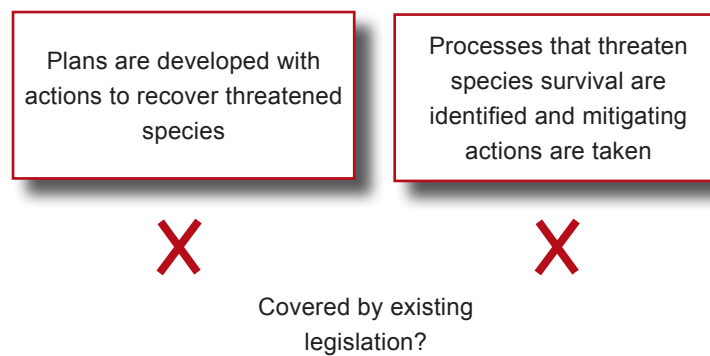 Plans are developed with
actions to recover threatened
species
Processes that threaten
species survival are
identified and mitigating
actions are taken
Covered by existing
legislation?